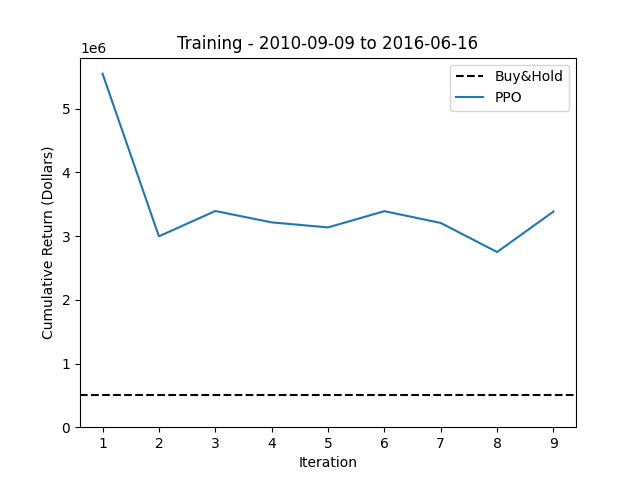 Training - 2010-09-09 to 2016-06-16
1e6
Buy&Hold
PPO
Cumulative Return (Dollars)
5
4
3
2
1
0
1 2 3 4 5 6 7 8 9
Iteration